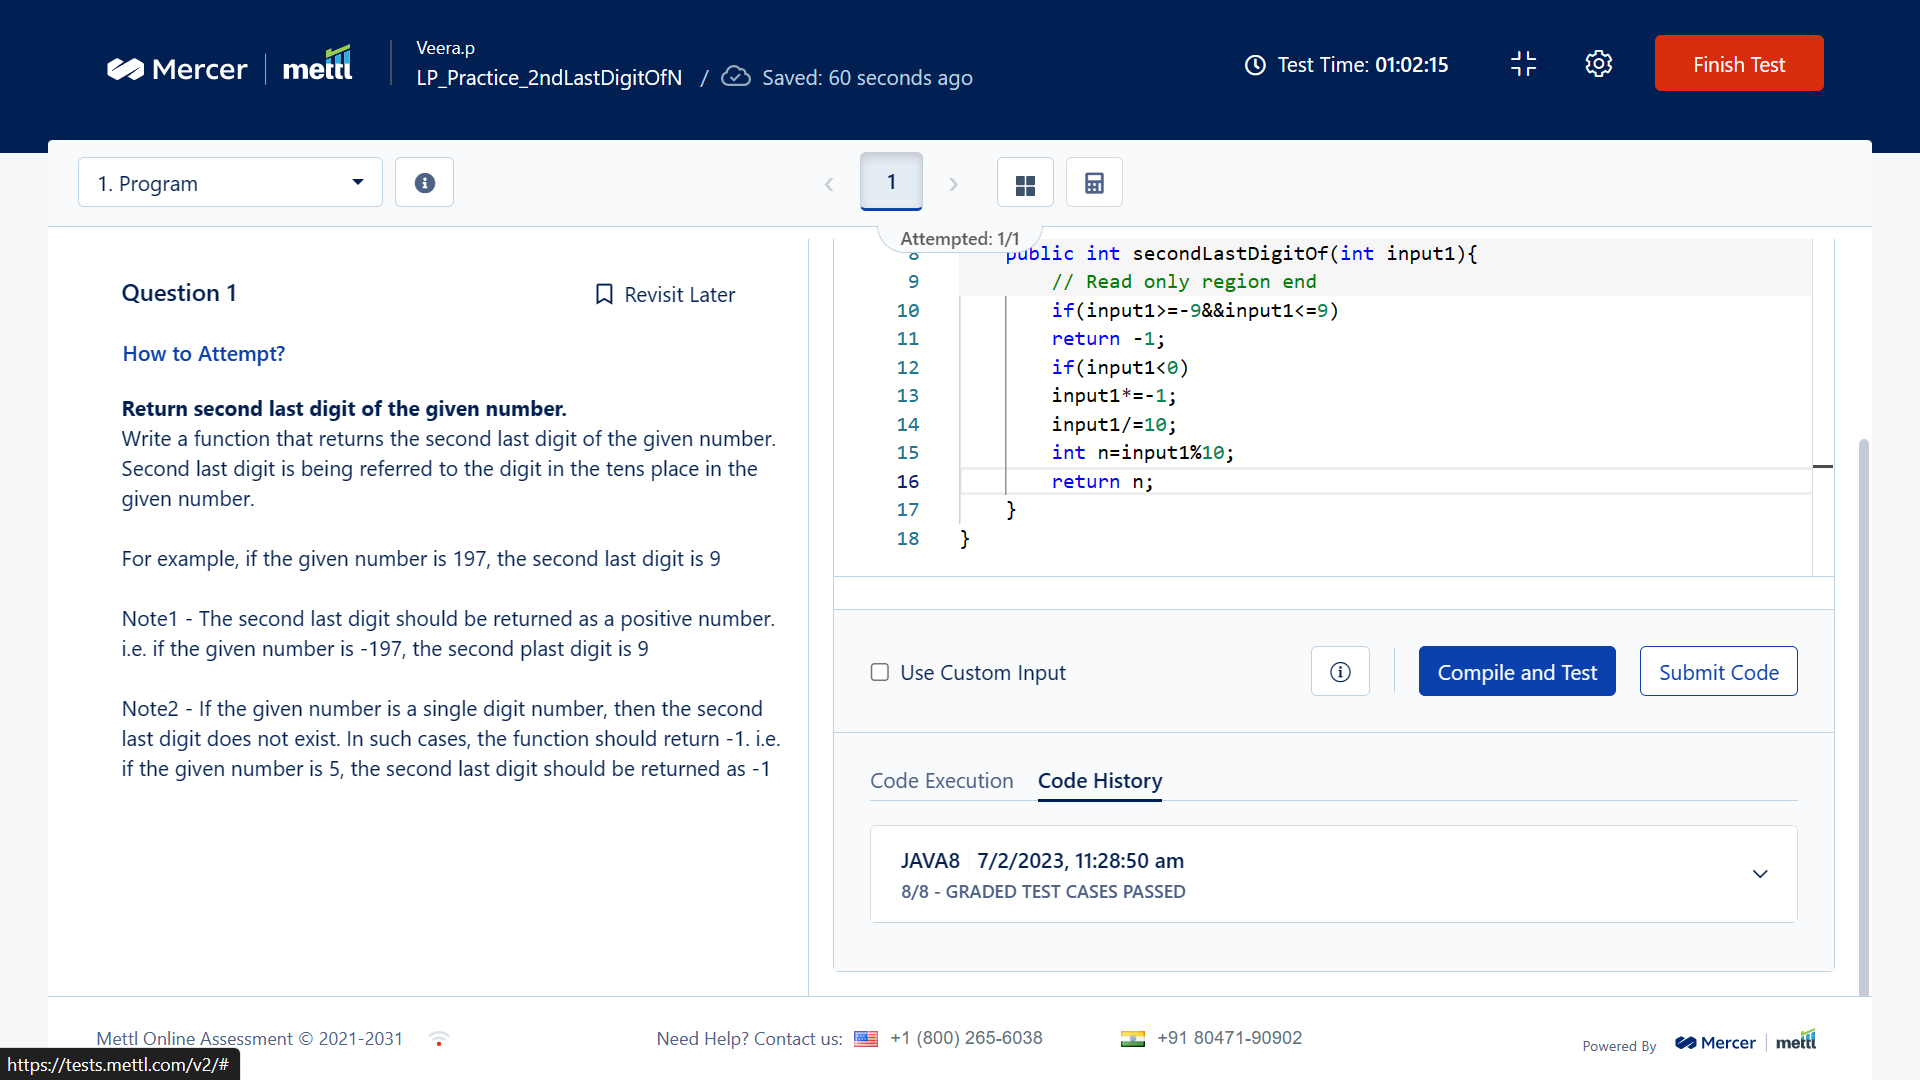 Mercer
mettl
Veera.p
LP_Practice_2ndLastDigitOfN / Saved: 60 seconds ago
Test Time: 01:02:15
Finish Test
1. Program
1
Attempted: 1/1
Question 1
Revisit Later
How to Attempt?
Return second last digit of the given number.
Write a function that returns the second last digit of the given number.
Second last digit is being referred to the digit in the tens place in the
given number.
For example, if the given number is 197, the second last digit is 9
Note1 - The second last digit should be returned as a positive number.
i.e. if the given number is -197, the second plast digit is 9
Note2 - If the given number is a single digit number, then the second
last digit does not exist. In such cases, the function should return -1. i.e.
if the given number is 5, the second last digit should be returned as -1
8 public int secondLastDigitOf(int input1){
9 // Read only region end
10 if(input1>=-9&&input1<=9)
11 return -1;
12 if(input1<0)
13 input1*=-1;
14 input1/=10;
15 int n=input1%10;
16 return n;
17 }
18 }
Use Custom Input
Compile and Test
Submit Code
Code Execution
Code History
JAVA8 7/2/2023, 11:28:50 am
8/8 - GRADED TEST CASES PASSED
Mettl Online Assessment © 2021-2031
Need Help? Contact us: +1 (800) 265-6038
+91 80471-90902
Powered By
Mercer
mettl
https://tests.mettl.com/v2/#